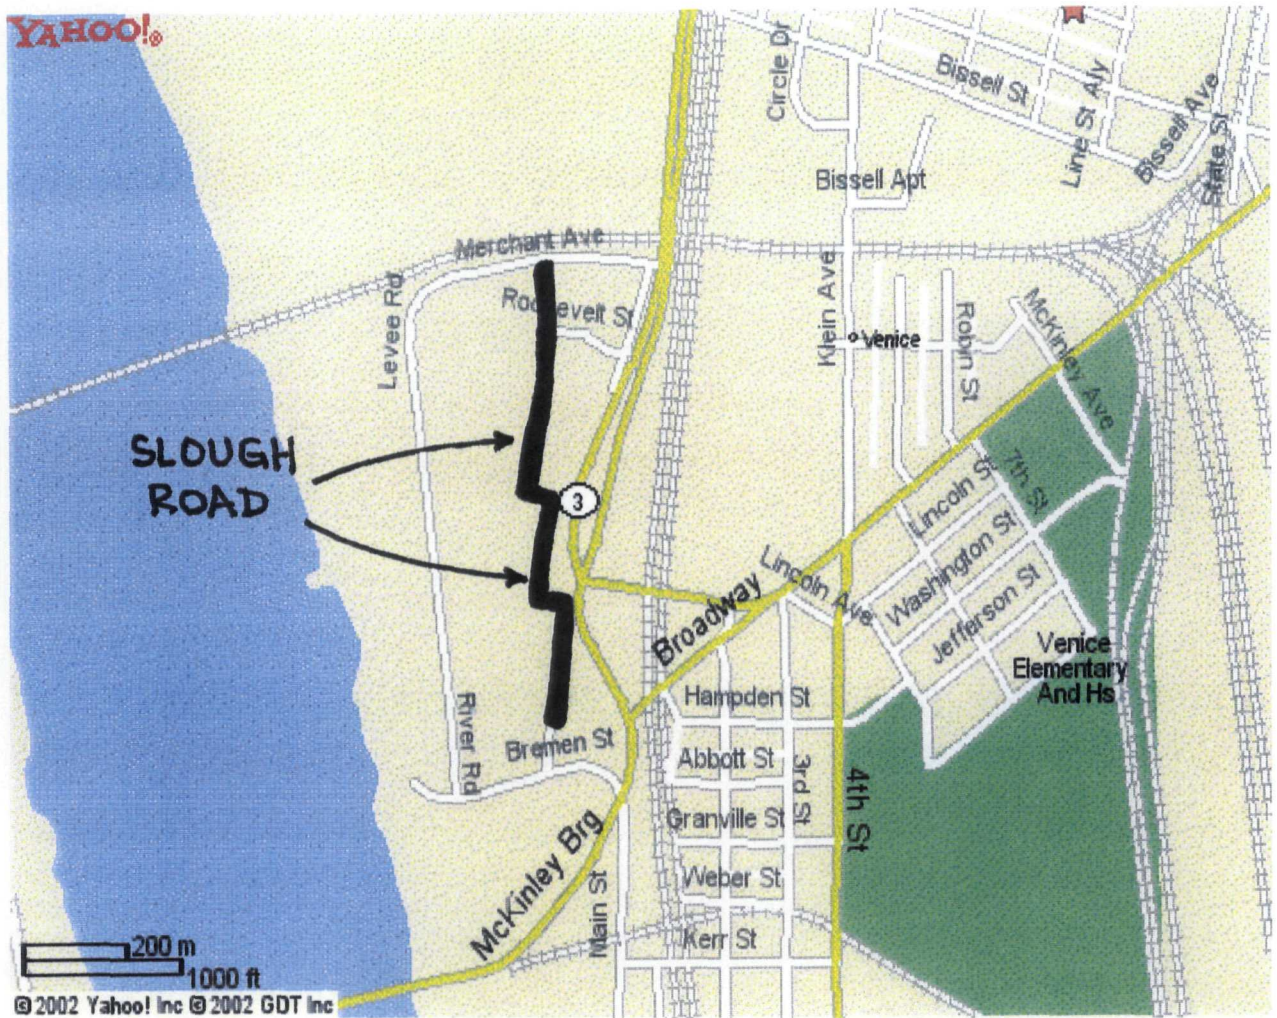 YAHOO!®
Circle Dr
Bissell St
Line St Aly
Bissell Ave
State St
Bissell Apt
Merchant Ave
Levee Rd
Roosevelt St
Klein Ave
Venice
Robin St
McKinley Ave
SLOUGH
ROAD
3
7th St
Lincoln St
Washington St
Jefferson St
Lincoln Ave
Broadway
Venice
Elementary
And Hs
Hampden St
River Rd
Bremen St
Abbott St
3rd St
4th St
Granville St
McKinley Brg
Main St
Weber St
Kerr St
200 m
1000 ft
© 2002 Yahoo! Inc © 2002 GDT Inc